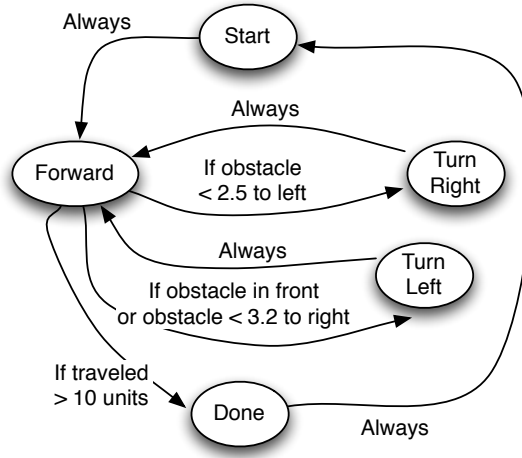 Always
Start
Always
Forward
If obstacle
< 2.5 to left
Turn
Right
Always
Turn
Left
If obstacle in front
or obstacle < 3.2 to right
If traveled
> 10 units
Done
Always